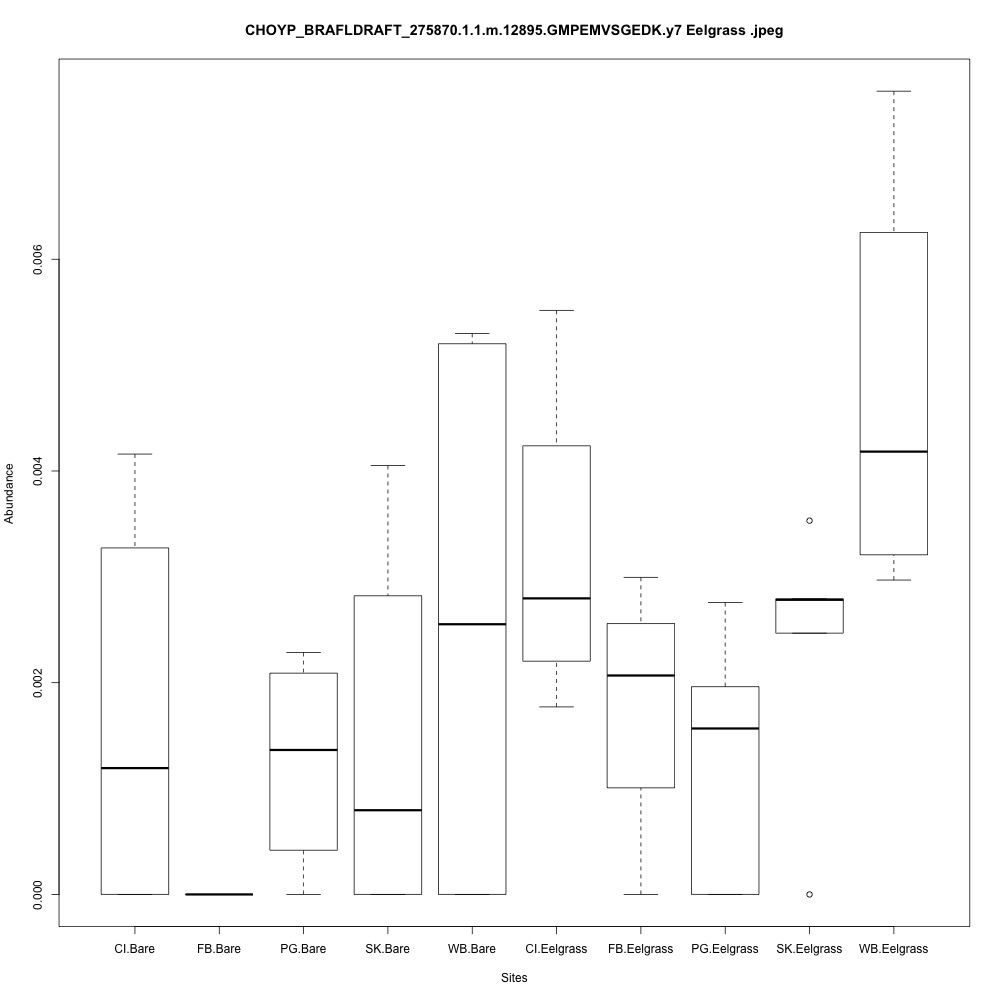 CHOYP_BRAFLDRAFT_275870.1.1.m.12895.GMPEMVSGEDK.y7 Eelgrass .jpeg
Abundance
0.006
0.004
0.002
0.000
CI.Bare FB.Bare PG.Bare SK.Bare WB.Bare CI.Eelgrass FB.Eelgrass PG.Eelgrass SK.Eelgrass WB.Eelgrass
Sites